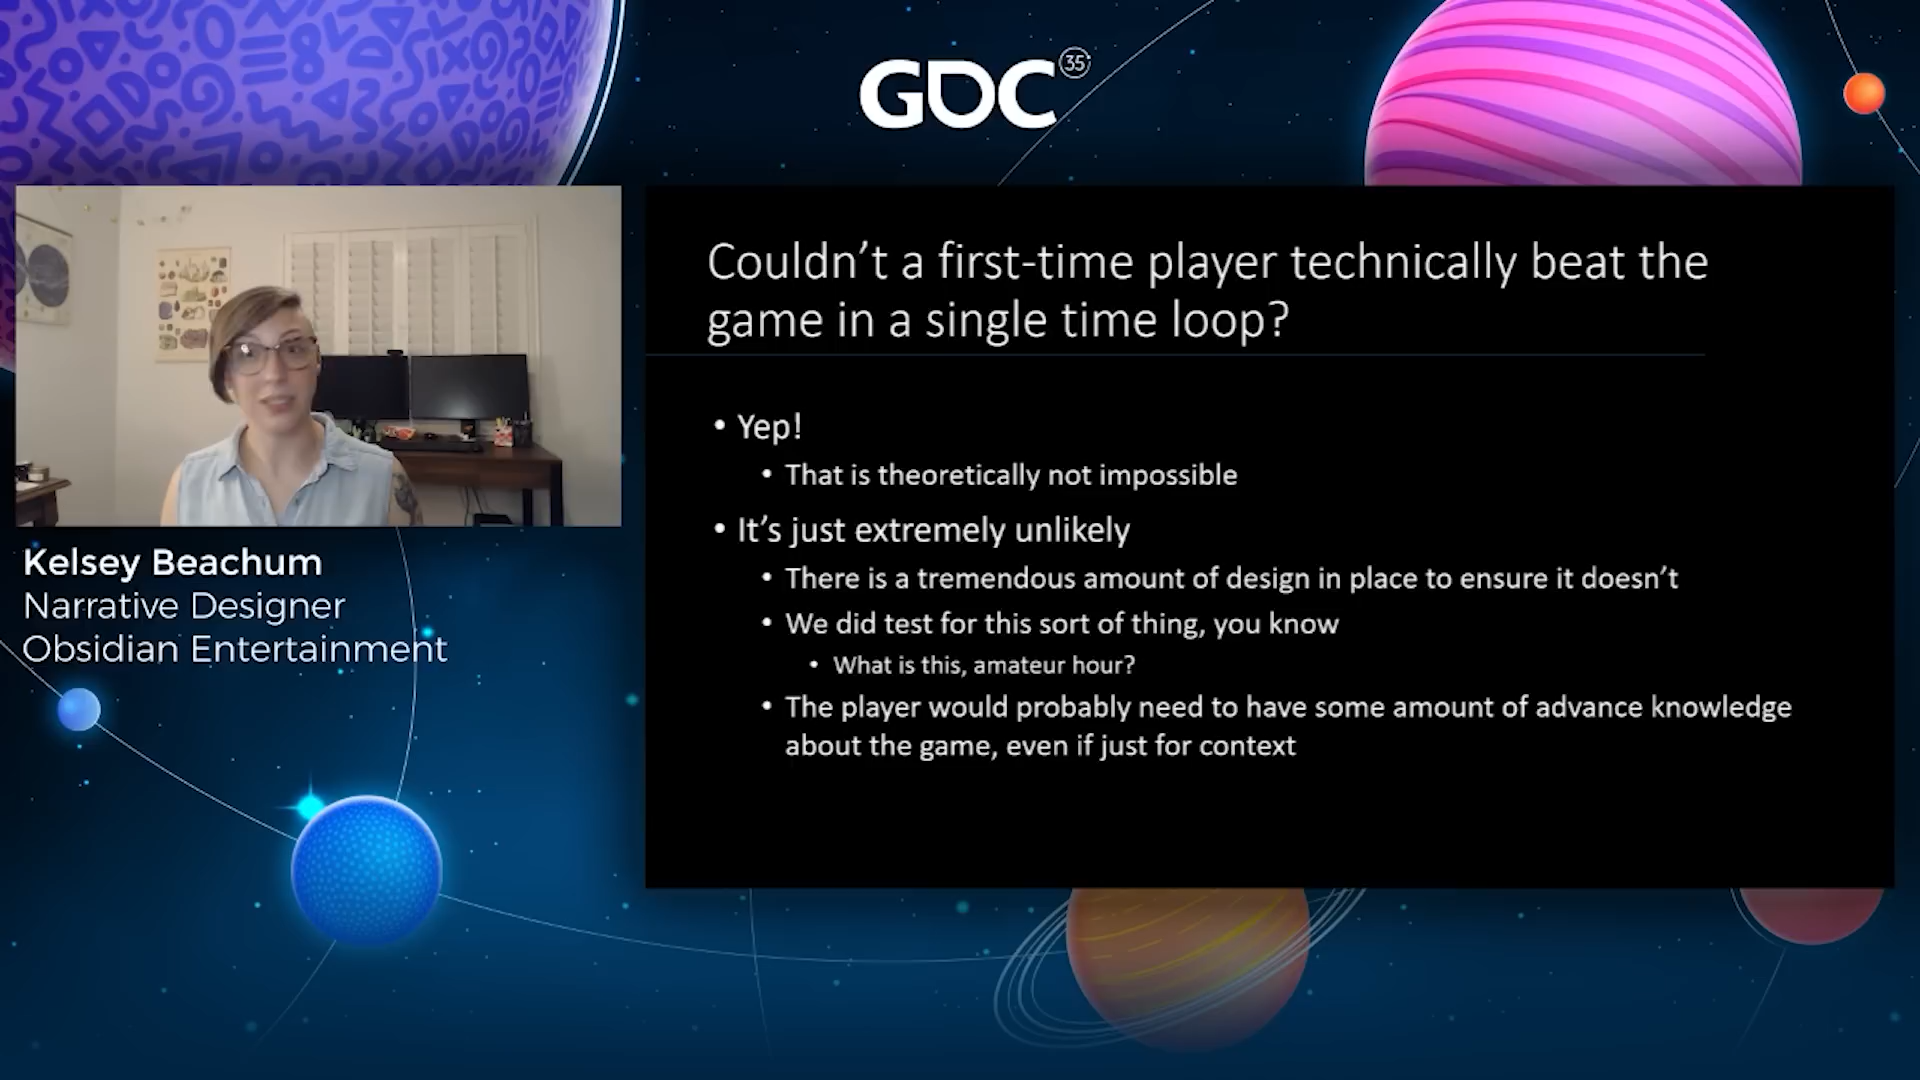 GDC 35
Couldn’t a first-time player technically beat the
game in a single time loop?
• Yep!
• That is theoretically not impossible
• It’s just extremely unlikely
• There is a tremendous amount of design in place to ensure it doesn’t
• We did test for this sort of thing, you know
• What is this, amateur hour?
• The player would probably need to have some amount of advance knowledge
about the game, even if just for context
Kelsey Beachum
Narrative Designer
Obsidian Entertainment